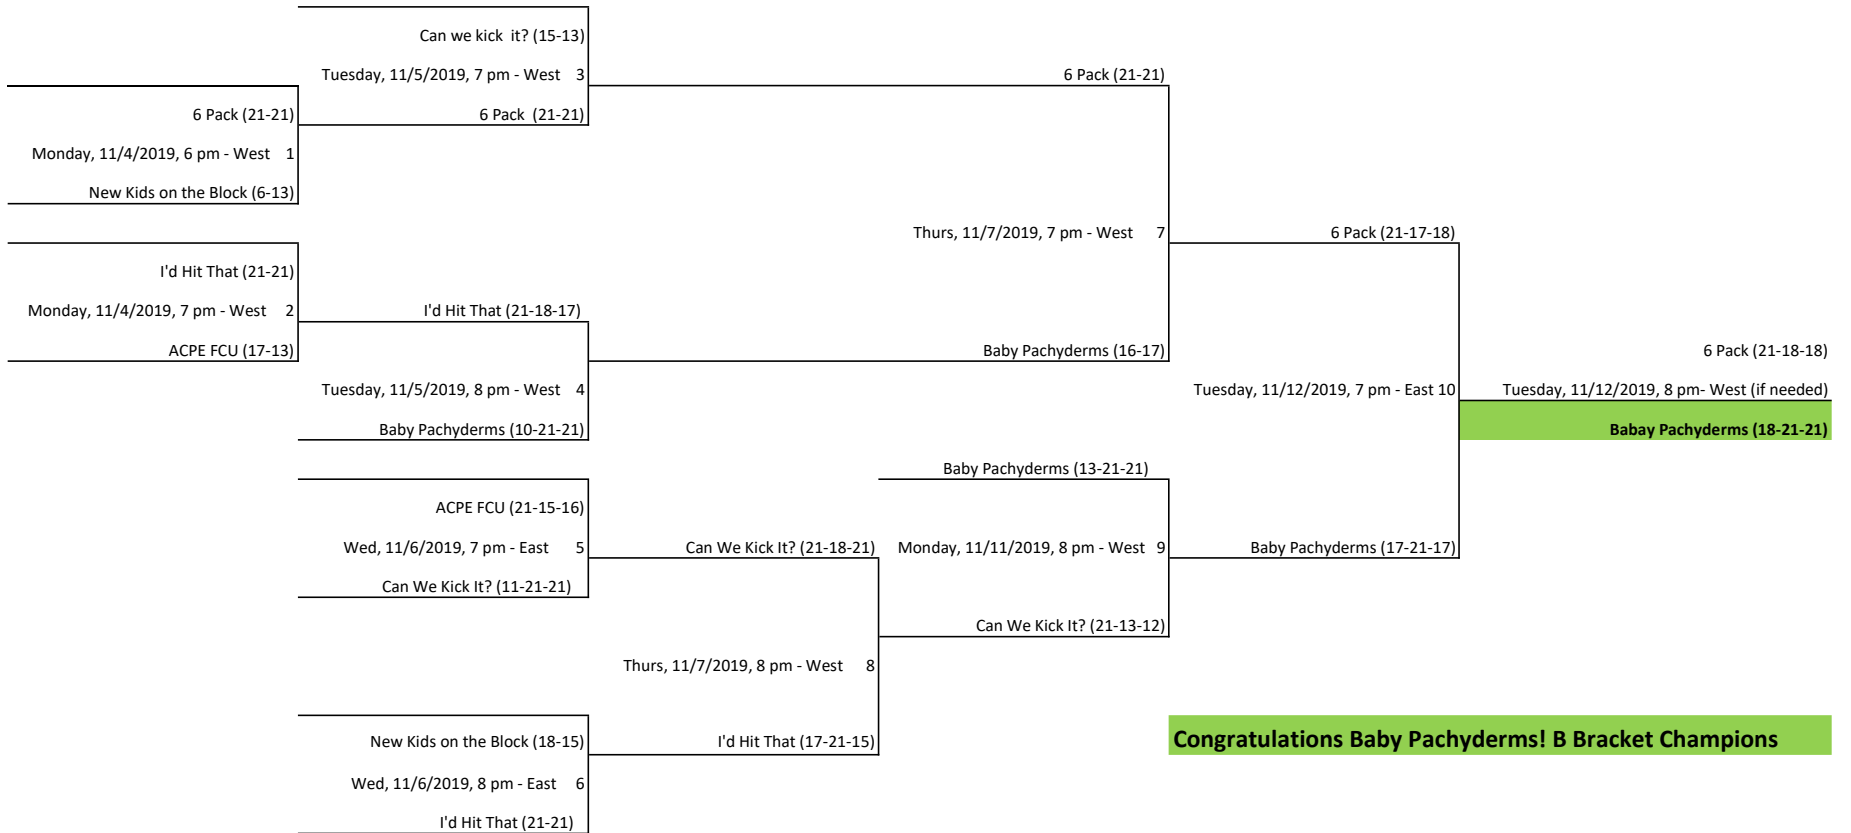 Can we kick  it? (15-13)
Tuesday, 11/5/2019, 7 pm - West   3
6 Pack (21-21)
6 Pack (21-21)
6 Pack  (21-21)
Monday, 11/4/2019, 6 pm - West   1
New Kids on the Block (6-13)
Thurs, 11/7/2019, 7 pm - West     7
6 Pack (21-17-18)
I'd Hit That (21-21)
Monday, 11/4/2019, 7 pm - West    2
I'd Hit That (21-18-17)
ACPE FCU (17-13)
Baby Pachyderms (16-17)
6 Pack (21-18-18)
Tuesday, 11/5/2019, 8 pm - West   4
Tuesday, 11/12/2019, 7 pm - East 10
Tuesday, 11/12/2019, 8 pm- West (if needed)
Baby Pachyderms (10-21-21)
Babay Pachyderms (18-21-21)
Baby Pachyderms (13-21-21)
ACPE FCU (21-15-16)
Wed, 11/6/2019, 7 pm - East      5
Can We Kick It? (21-18-21)
Monday, 11/11/2019, 8 pm - West  9
Baby Pachyderms (17-21-17)
Can We Kick It? (11-21-21)
Can We Kick It? (21-13-12)
Thurs, 11/7/2019, 8 pm - West     8
New Kids on the Block (18-15)
I'd Hit That (17-21-15)
Congratulations Baby Pachyderms! B Bracket Champions
Wed, 11/6/2019, 8 pm - East     6
I'd Hit That (21-21)